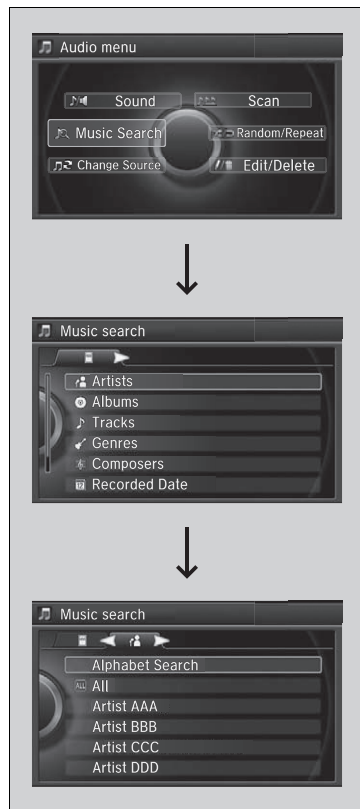 Audio menu
Sound Scan
Music Search Random/Repeat
Change Source Edit/Delete
Music search
Artists
Albums
Tracks
Genres
Composers
Recorded Date
Music search
Alphabet Search
ALL All
Artist AAA
Artist BBB
Artist CCC
Artist DDD